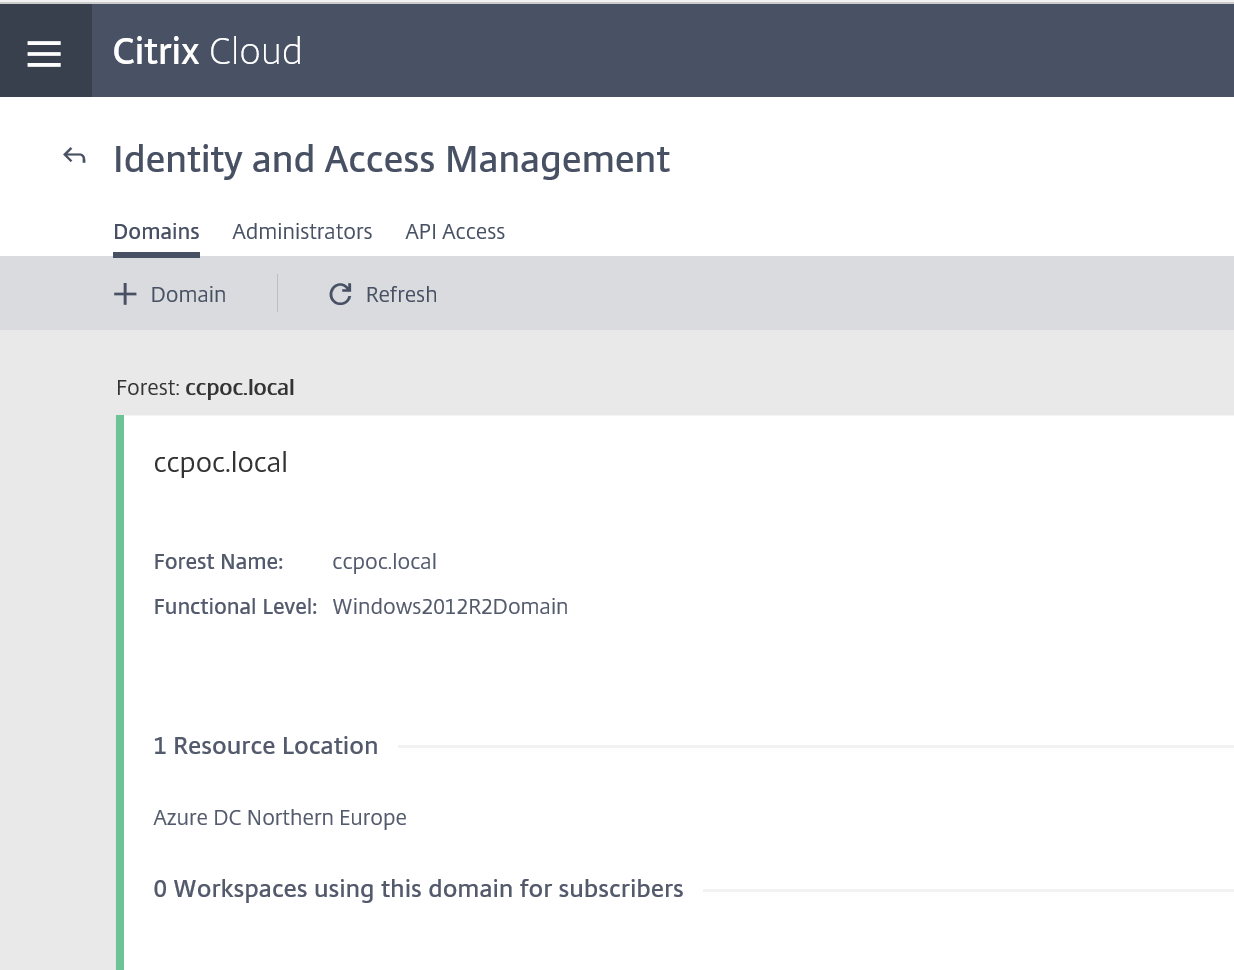 Citrix Cloud
Identity and Access Management
Domains Administrators API Access
Domain Refresh
Forest: ccpoc.local
ccpoc.local
Forest Name: ccpoc.local
Functional Level: Windows2012R2Domain
1 Resource Location
Azure DC Northern Europe
0 Workspaces using this domain for subscribers